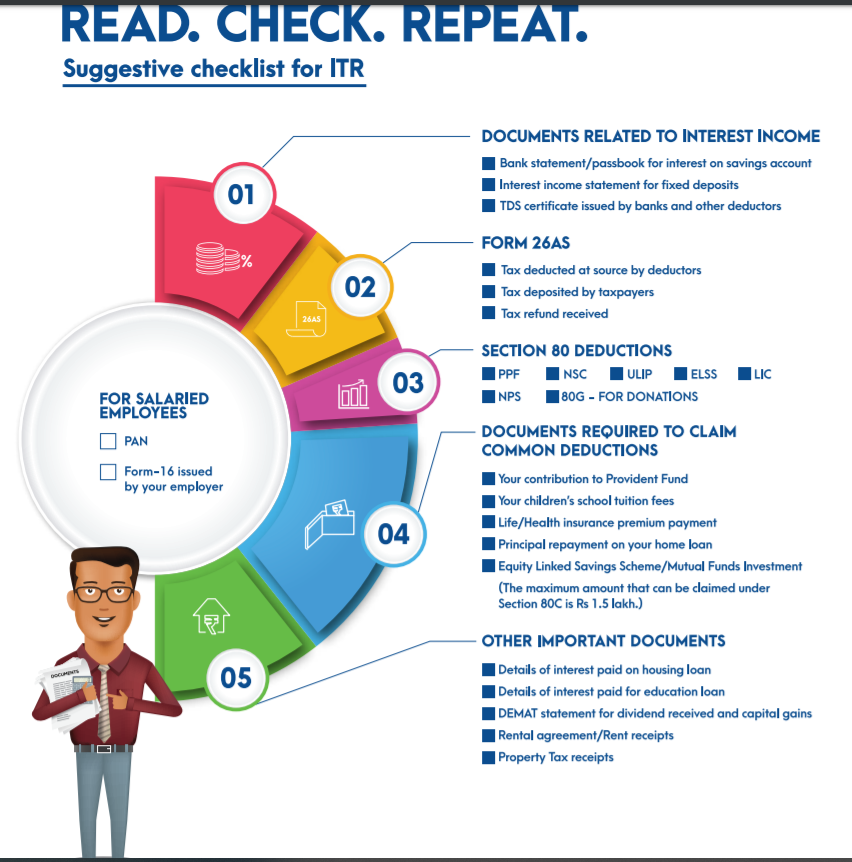 READ. CHECK. REPEAT.
Suggestive checklist for ITR
01
%
DOCUMENTS RELATED TO INTEREST INCOME
Bank statement/passbook for interest on savings account
Interest income statement for fixed deposits
TDS certificate issued by banks and other deductors
02
26AS
FORM 26AS
Tax deducted at source by deductors
Tax deposited by taxpayers
Tax refund received
03
SECTION 80 DEDUCTIONS
PPF NSC ULIP ELSS LIC
NPS 80G – FOR DONATIONS
FOR SALARIED
EMPLOYEES
PAN
Form-16 issued
by your employer
04
₹
DOCUMENTS REQUIRED TO CLAIM
COMMON DEDUCTIONS
Your contribution to Provident Fund
Your children's school tuition fees
Life/Health insurance premium payment
Principal repayment on your home loan
Equity Linked Savings Scheme/Mutual Funds Investment
(The maximum amount that can be claimed under
Section 80C is Rs 1.5 lakh.)
05
₹
OTHER IMPORTANT DOCUMENTS
Details of interest paid on housing loan
Details of interest paid for education loan
DEMAT statement for dividend received and capital gains
Rental agreement/Rent receipts
Property Tax receipts
DOCUMENTS